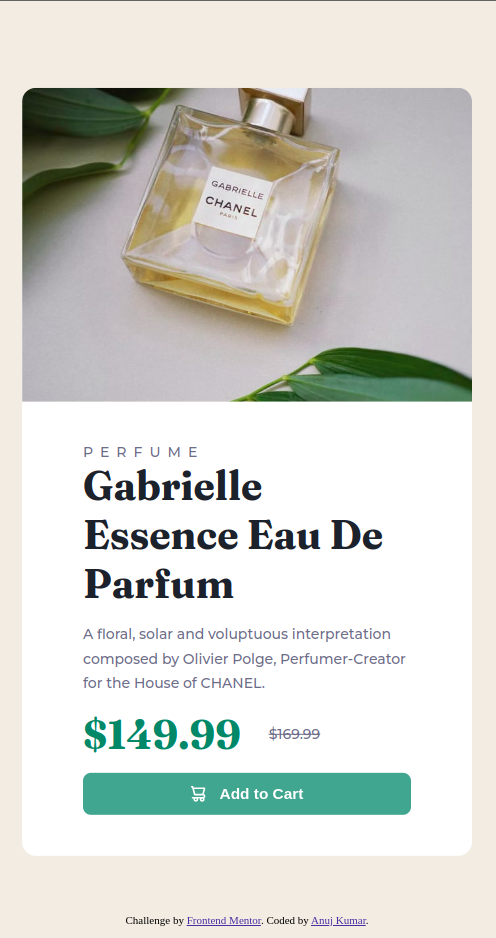 GABRIELLE
CHANEL
PARIS
PERFUME
Gabrielle
Essence Eau De
Parfum
A floral, solar and voluptuous interpretation
composed by Olivier Polge, Perfumer-Creator
for the House of CHANEL.
$149.99 $169.99
Add to Cart
Challenge by Frontend Mentor. Coded by Anuj Kumar.